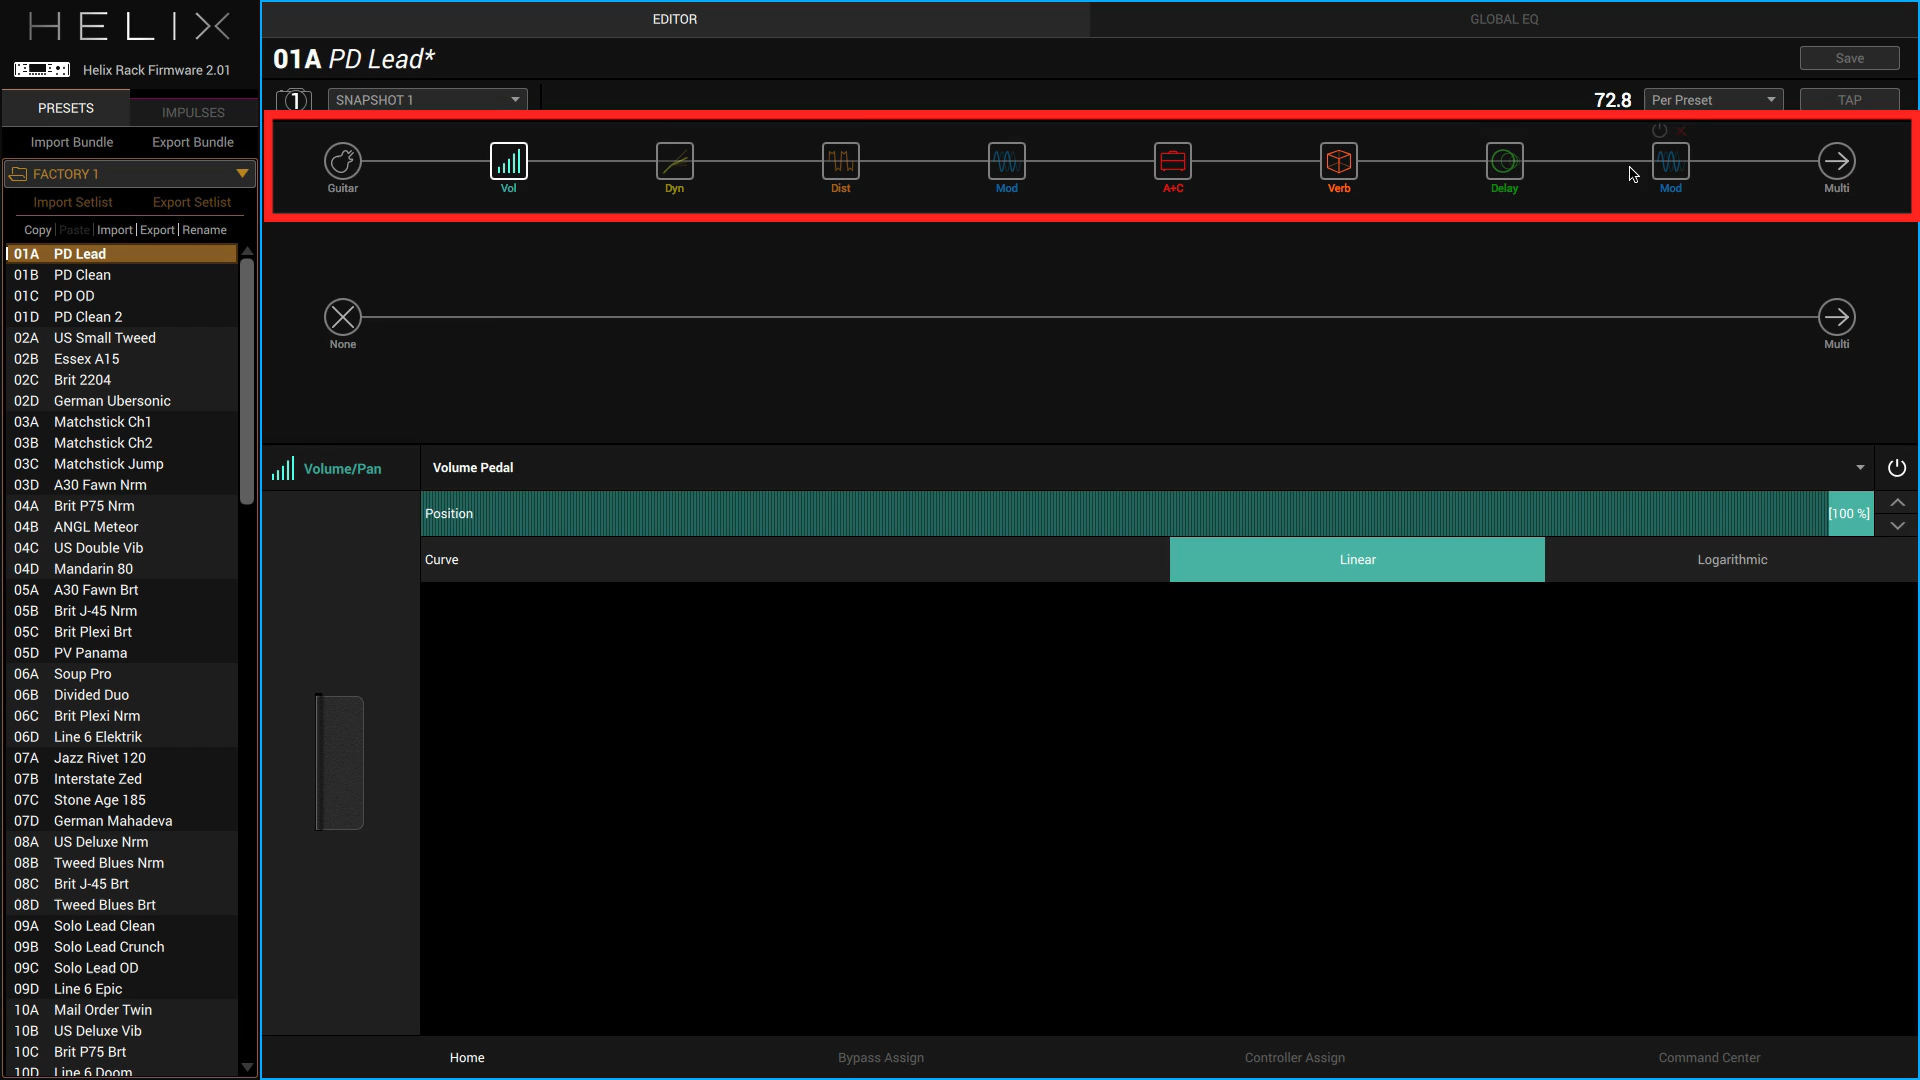 HELIX
Helix Rack Firmware 2.01
PRESETS
IMPULSES
Import Bundle
Export Bundle
FACTORY 1
Import Setlist
Export Setlist
Copy Paste Import Export Rename
01A PD Lead
01B PD Clean
01C PD OD
01D PD Clean 2
02A US Small Tweed
02B Essex A15
02C Brit 2204
02D German Ubersonic
03A Matchstick Ch1
03B Matchstick Ch2
03C Matchstick Jump
03D A30 Fawn Nrm
04A Brit P75 Nrm
04B ANGL Meteor
04C US Double Vib
04D Mandarin 80
05A A30 Fawn Brt
05B Brit J-45 Nrm
05C Brit Plexi Brt
05D PV Panama
06A Soup Pro
06B Divided Duo
06C Brit Plexi Nrm
06D Line 6 Elektrik
07A Jazz Rivet 120
07B Interstate Zed
07C Stone Age 185
07D German Mahadeva
08A US Deluxe Nrm
08B Tweed Blues Nrm
08C Brit J-45 Brt
08D Tweed Blues Brt
09A Solo Lead Clean
09B Solo Lead Crunch
09C Solo Lead OD
09D Line 6 Epic
10A Mail Order Twin
10B US Deluxe Vib
10C Brit P75 Brt
10D Line 6 Doom
EDITOR
GLOBAL EQ
01A PD Lead*
Save
1
SNAPSHOT 1
72.8
Per Preset
TAP
Guitar
Vol
Dyn
Dist
Mod
A+C
Verb
Delay
Mod
Multi
None
Multi
Volume/Pan
Volume Pedal
Position
[100 %]
Curve
Linear
Logarithmic
Home
Bypass Assign
Controller Assign
Command Center